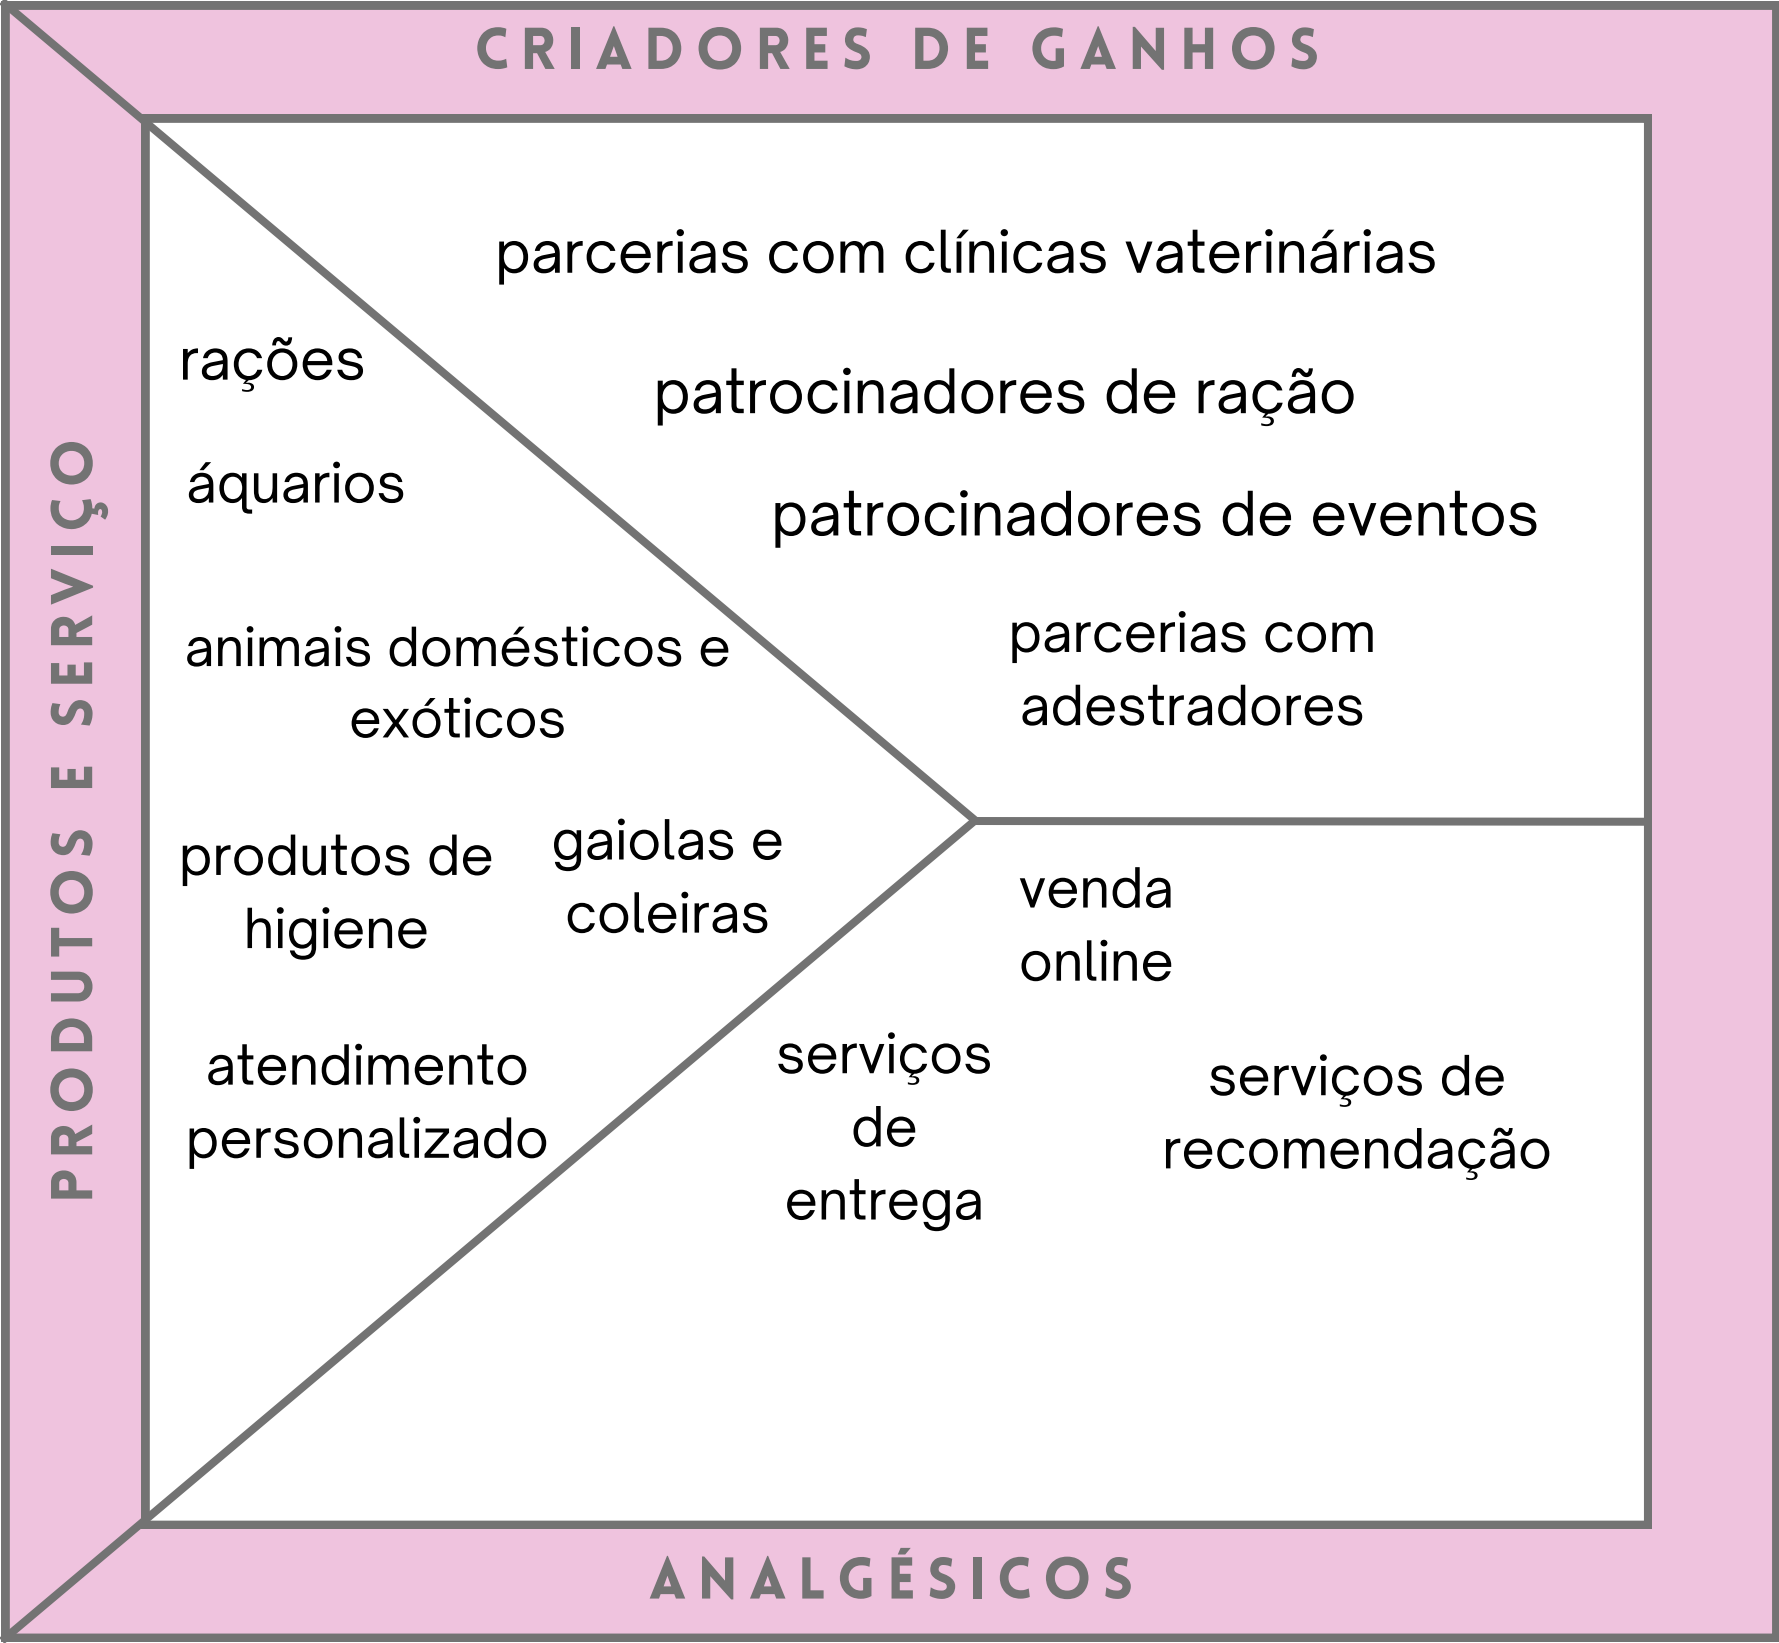 CRIADORES DE GANHOS
parcerias com clínicas vaterinárias
patrocinadores de ração
patrocinadores de eventos
parcerias com
adestradores
PRODUTOS E SERVIÇO
rações
áquarios
animais domésticos e
exóticos
produtos de
higiene
gaiolas e
coleiras
atendimento
personalizado
venda
online
serviços
de
entrega
serviços de
recomendação
ANALGÉSICOS